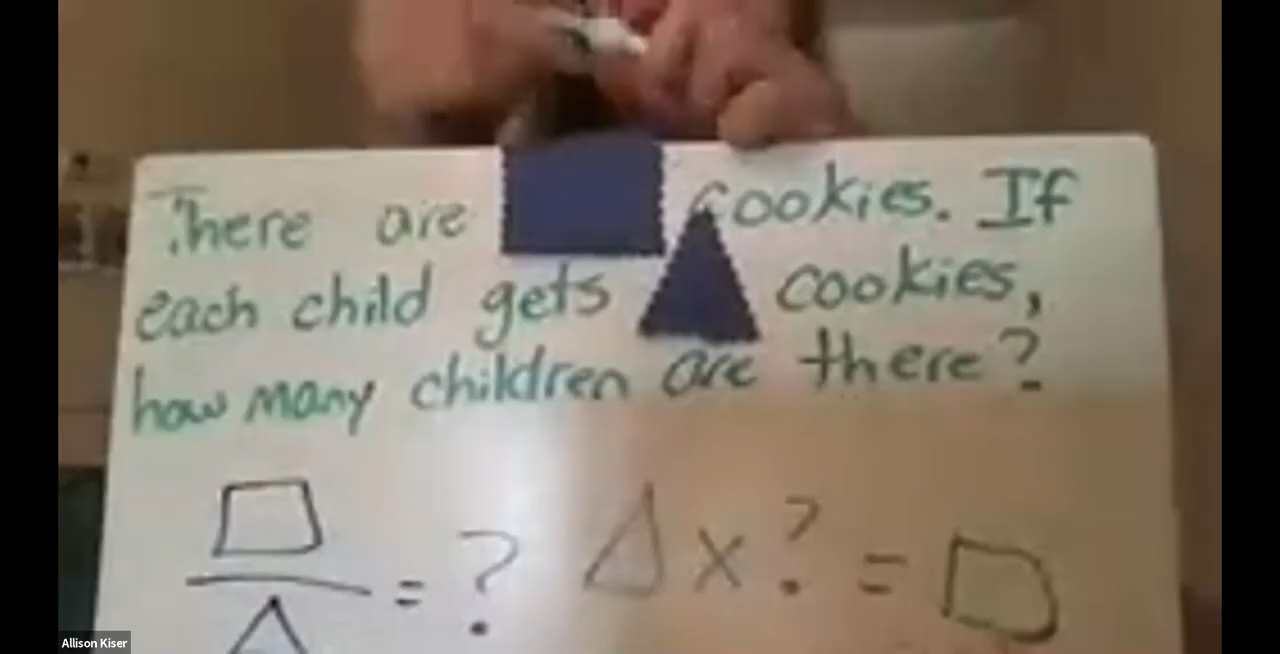 There are cookies. If
each child gets cookies,
how many children are there?
= ? Δ x ? = □
□
Δ
Allison Kiser